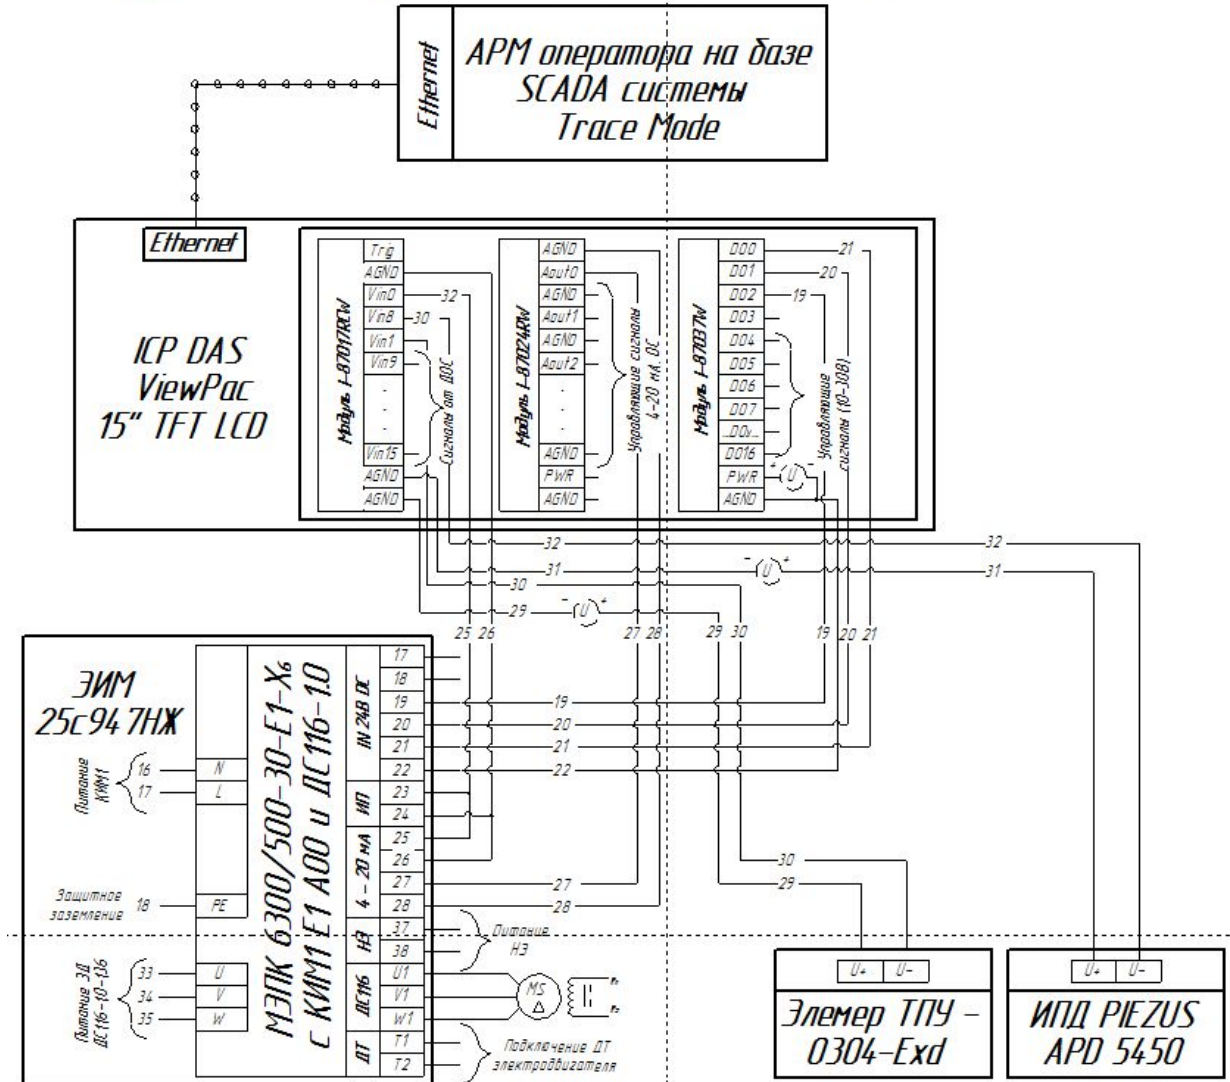 Ethernet
АРМ оператора на базе
SCADA системы
Trace Mode
Ethernet
ICP DAS
ViewPac
15" TFT LCD
Модуль I-87017RCW
Trig
AGND
Vin0
Vin8
Vin1
Vin9
.
.
.
Vin15
AGND
AGND
32
30
Сигналы от ДОС
Модуль I-87024RW
AGND
Aout0
AGND
Aout1
AGND
Aout2
.
.
.
AGND
PWR
AGND
Управляющие сигналы
4-20 мА DC
Модуль I-87037W
DO0
DO1
DO2
DO3
DO4
DO5
DO6
DO7
DO16
PWR
AGND
21
20
19
+ U -
Управляющие
сигналы (10-30В)
32
32
31
- U +
31
30
29
- U +
25 26
27 28
29 30
19 20 21
ЭИМ
25с947НЖ
МЭПК 6300/500-30-Е1-Х6
с КИМ1 Е1 А00 и ДС116-1.0
Питание
КИМ1
16
N
17
L
Защитное
заземление
18
PE
Питание ЭД
ДС116-10-136
33
U
34
V
35
W
IN 24В DC
17
18
19
20
21
22
ИП
23
24
4 - 20 мА
25
26
27
28
НЭ
37
38
ДС116
U1
V1
W1
ДТ
T1
T2
19
20
21
22
27
28
Питание
НЭ
MS
Подключение ДТ
электродвигателя
30
29
U+
U-
Элемер ТПУ -
0304-Exd
U+
U-
ИПД PIEZUS
APD 5450